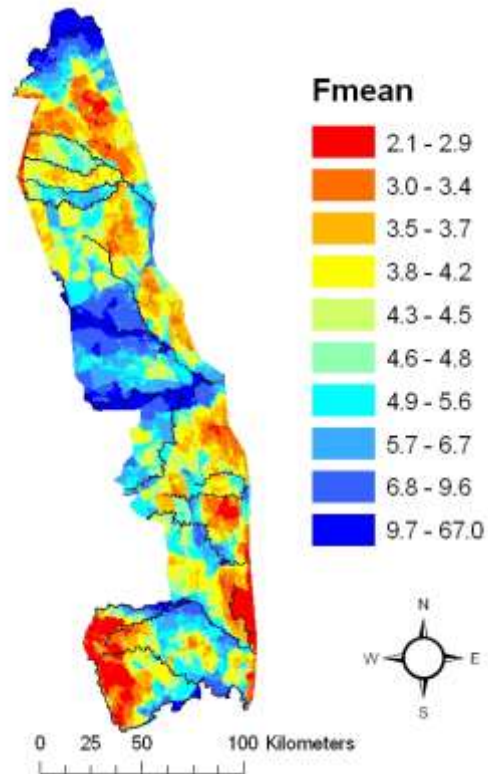 Fmean
2.1 - 2.9
3.0 - 3.4
3.5 - 3.7
3.8 - 4.2
4.3 - 4.5
4.6 - 4.8
4.9 - 5.6
5.7 - 6.7
6.8 - 9.6
9.7 - 67.0
N
W E
S
0 25 50 100 Kilometers